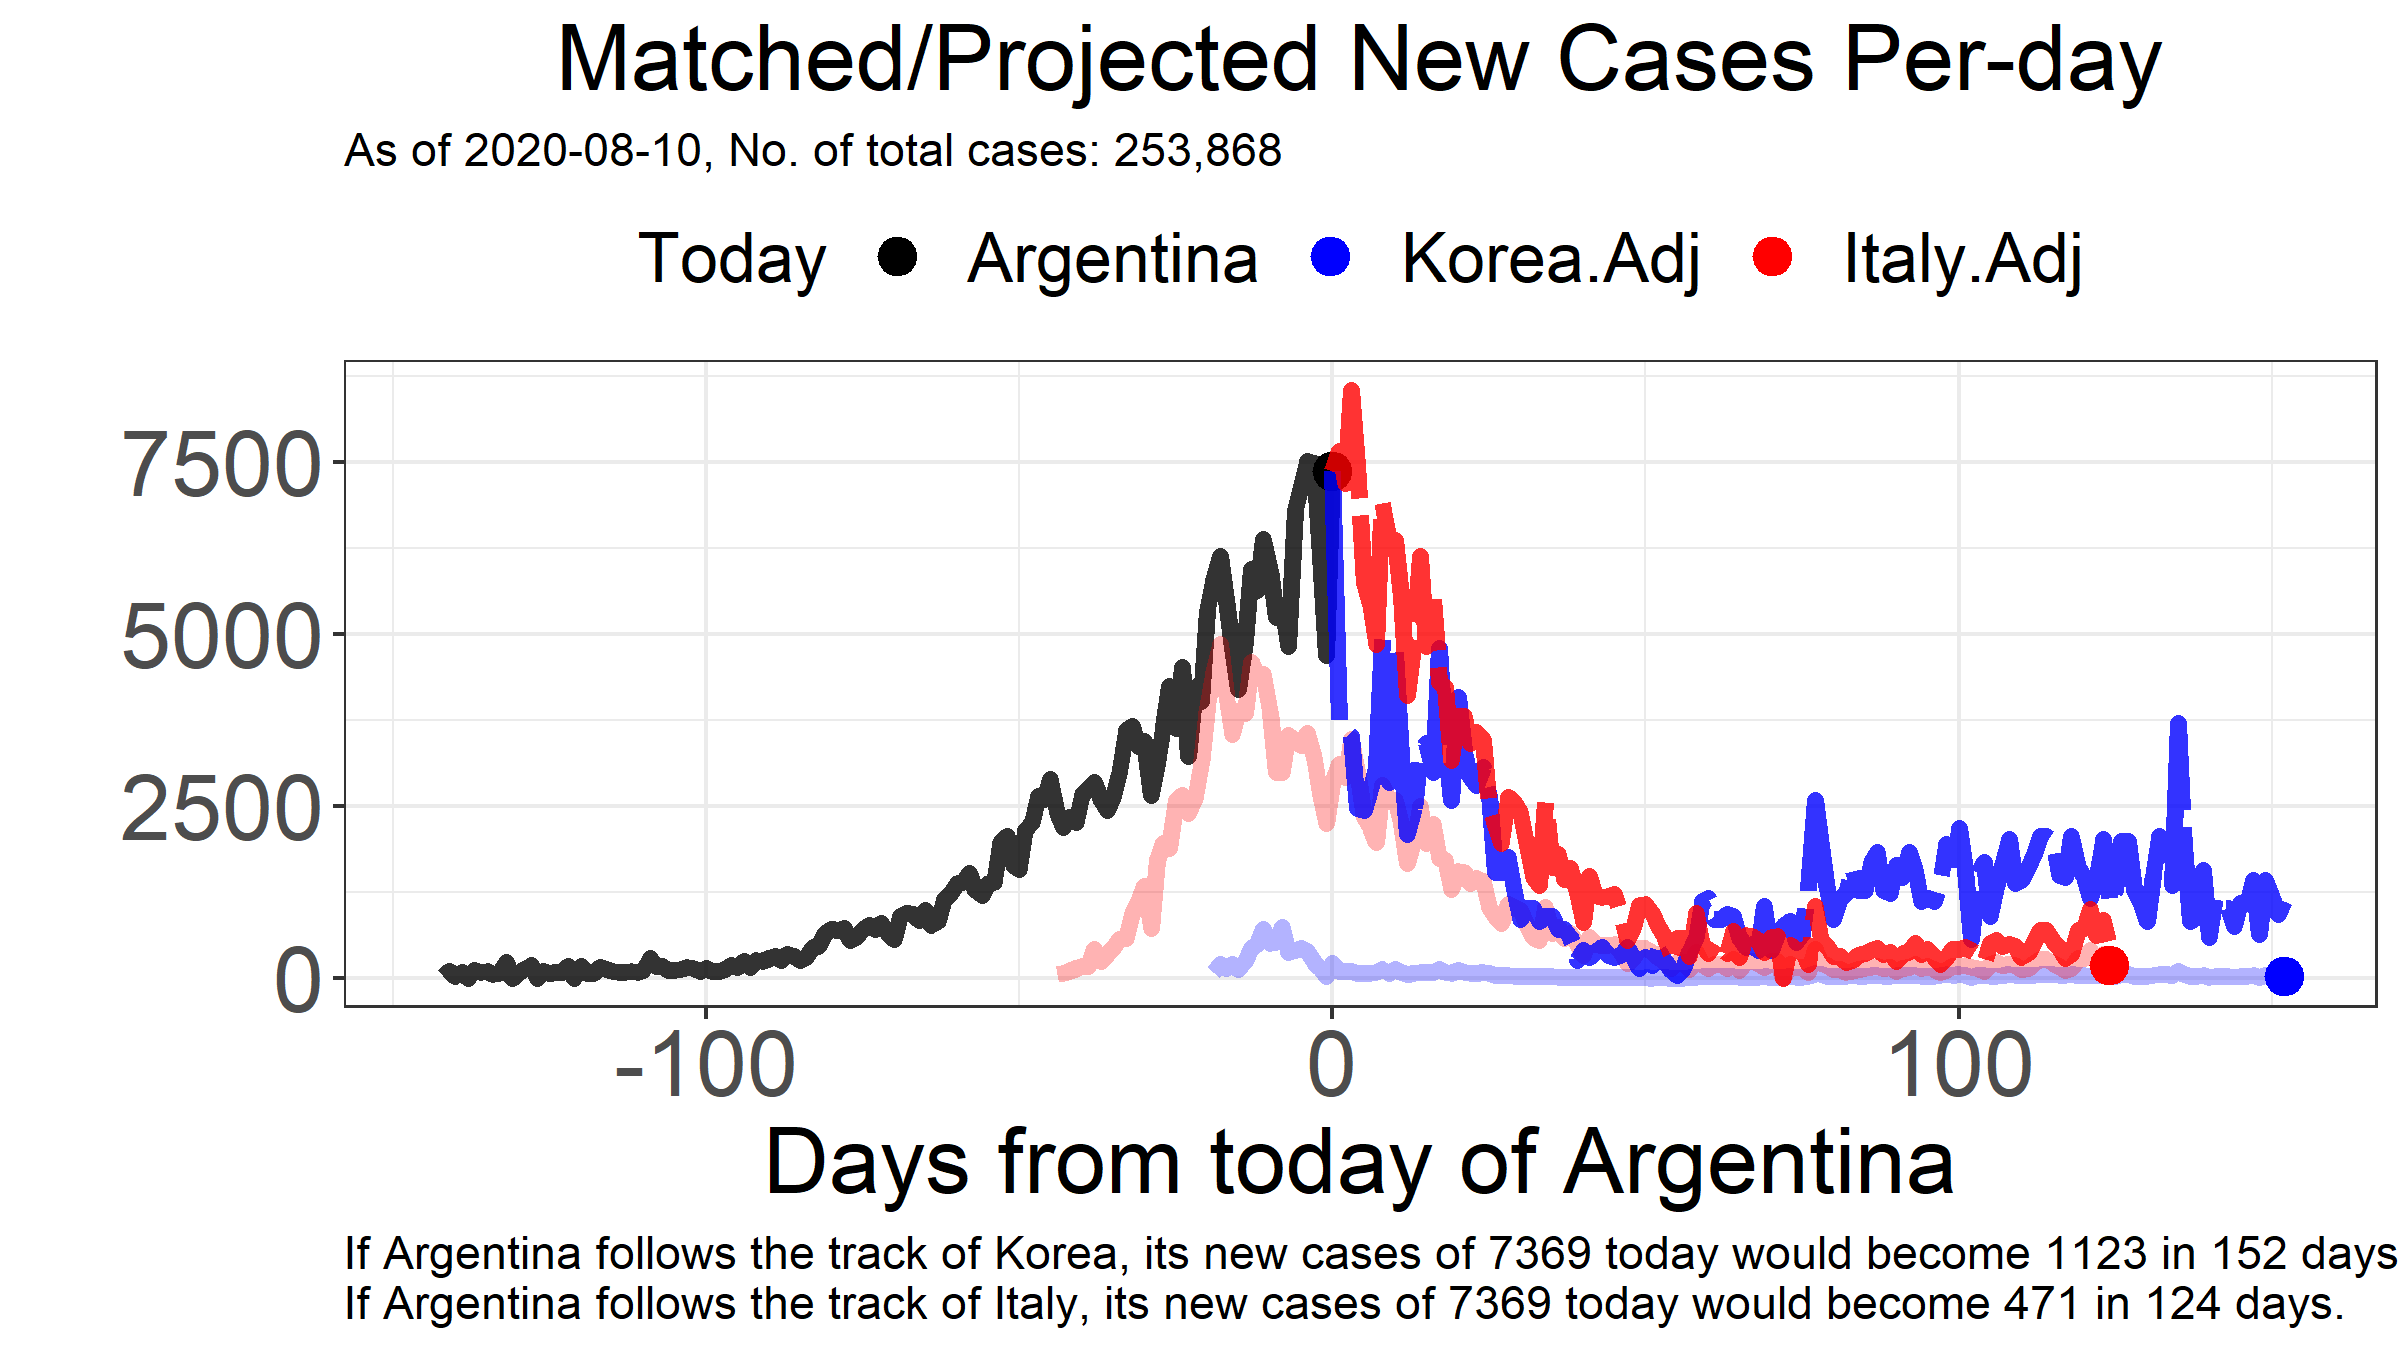 Matched/Projected New Cases Per-day
As of 2020-08-10, No. of total cases: 253,868
Today Argentina Korea.Adj Italy.Adj
7500
5000
2500
0
-100 0 100
Days from today of Argentina
If Argentina follows the track of Korea, its new cases of 7369 today would become 1123 in 152 days
If Argentina follows the track of Italy, its new cases of 7369 today would become 471 in 124 days.